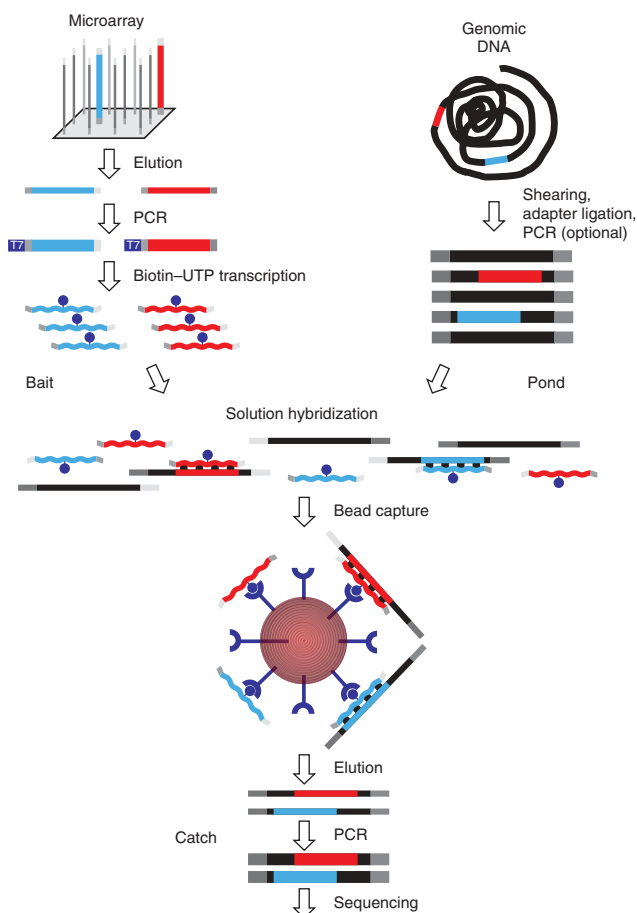 Microarray
Genomic
DNA
Elution
PCR
T7
T7
Biotin–UTP transcription
Shearing,
adapter ligation,
PCR (optional)
Bait
Pond
Solution hybridization
Bead capture
Elution
Catch
PCR
Sequencing